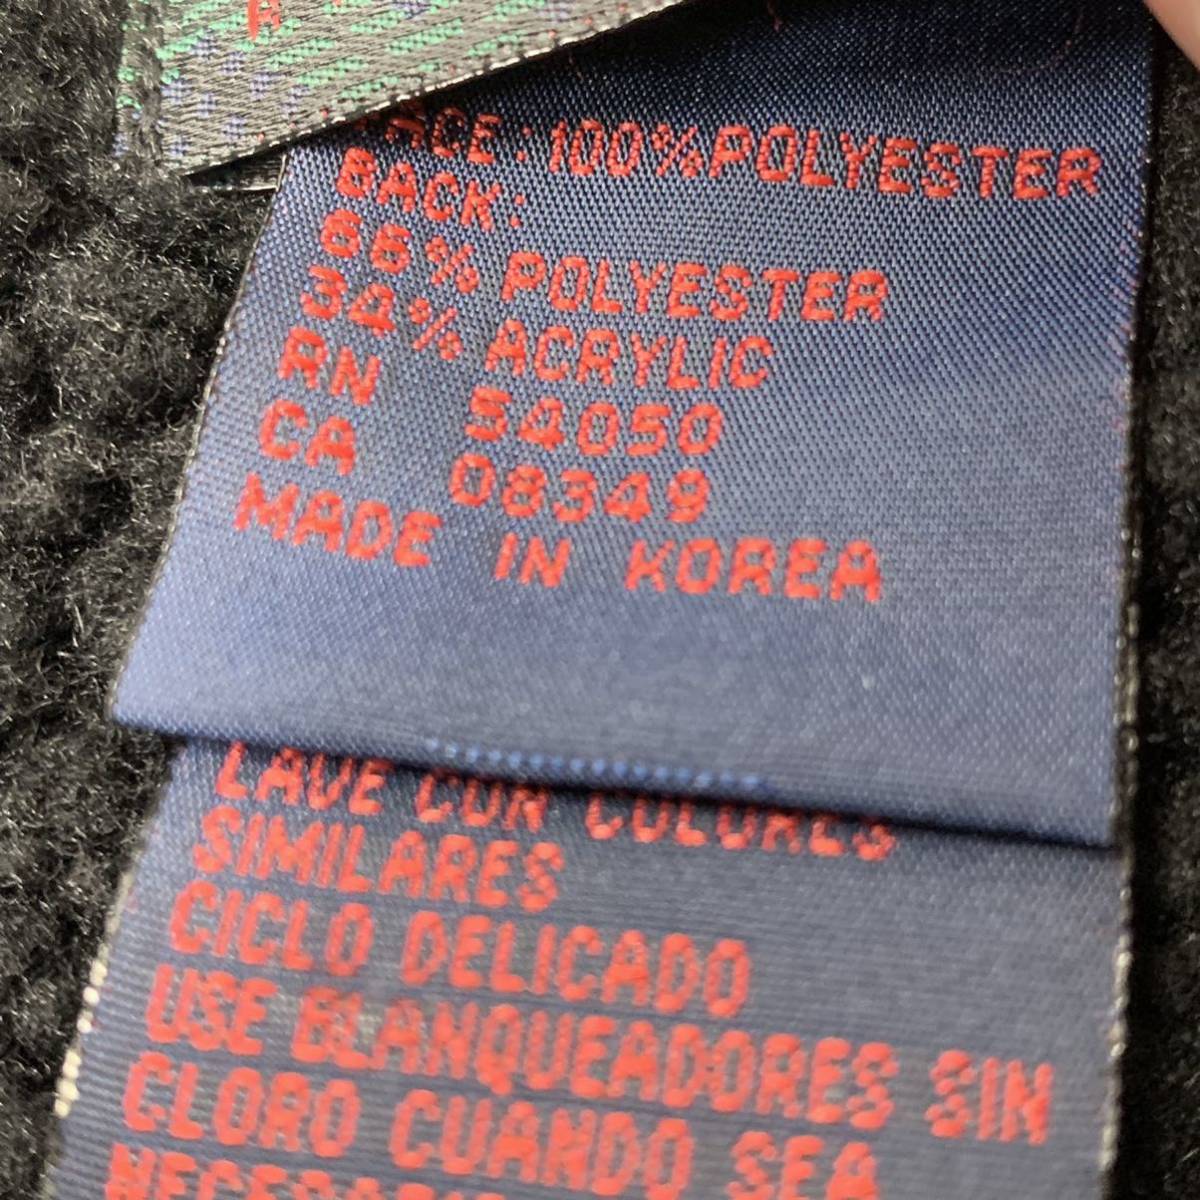 FACE: 100% POLYESTER
BACK:
66% POLYESTER
34% ACRYLIC
RN 54050
CA 08349
MADE IN KOREA
LAVE CON COLORES
SIMILARES
CICLO DELICADO
USE BLANQUEADORES SIN
CLORO CUANDO SEA